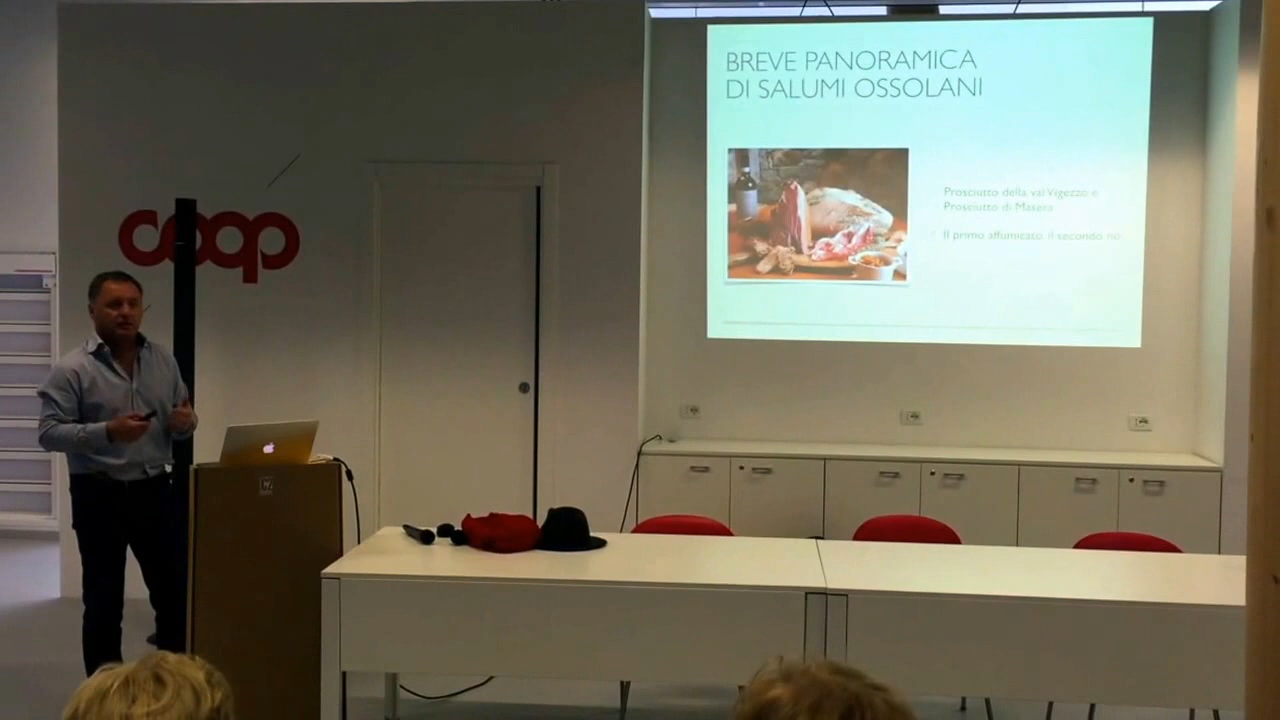 BREVE PANORAMICA
DI SALUMI OSSOLANI
Prosciutto della val Vigezzo e
Prosciutto di Masera
Il primo affumicato, il secondo no
coop